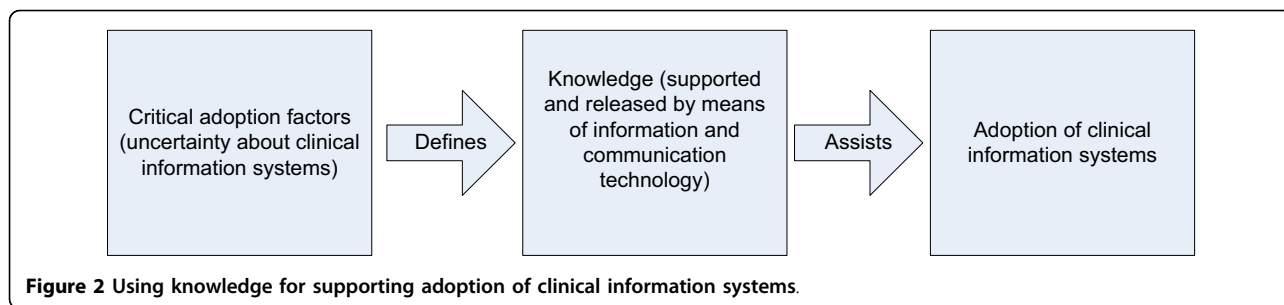 Critical adoption factors
(uncertainty about clinical
information systems)
Defines
Knowledge (supported
and released by means
of information and
communication
technology)
Assists
Adoption of clinical
information systems
Figure 2 Using knowledge for supporting adoption of clinical information systems.